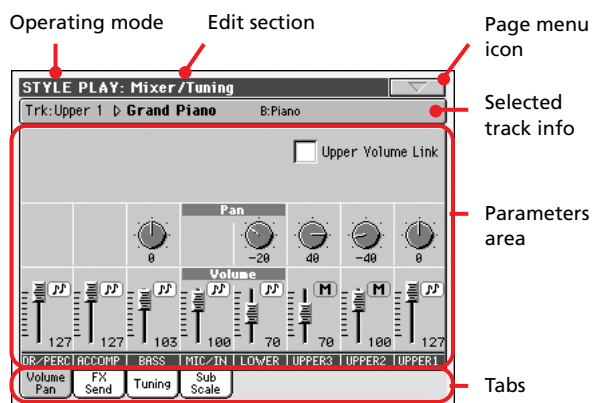 Operating mode
Edit section
Page menu
icon
STYLE PLAY: Mixer/Tuning
Trk:Upper 1 ▷ Grand Piano B:Piano
Selected
track info
Upper Volume Link
Parameters
area
Pan
0 -20 40 -40 0
Volume
M M
127 127 103 100 70 70 100 127
DR/PERC ACCOMP BASS MIC/IN LOWER UPPER3 UPPER2 UPPER1
Volume
Pan
FX
Send
Tuning
Sub
Scale
Tabs